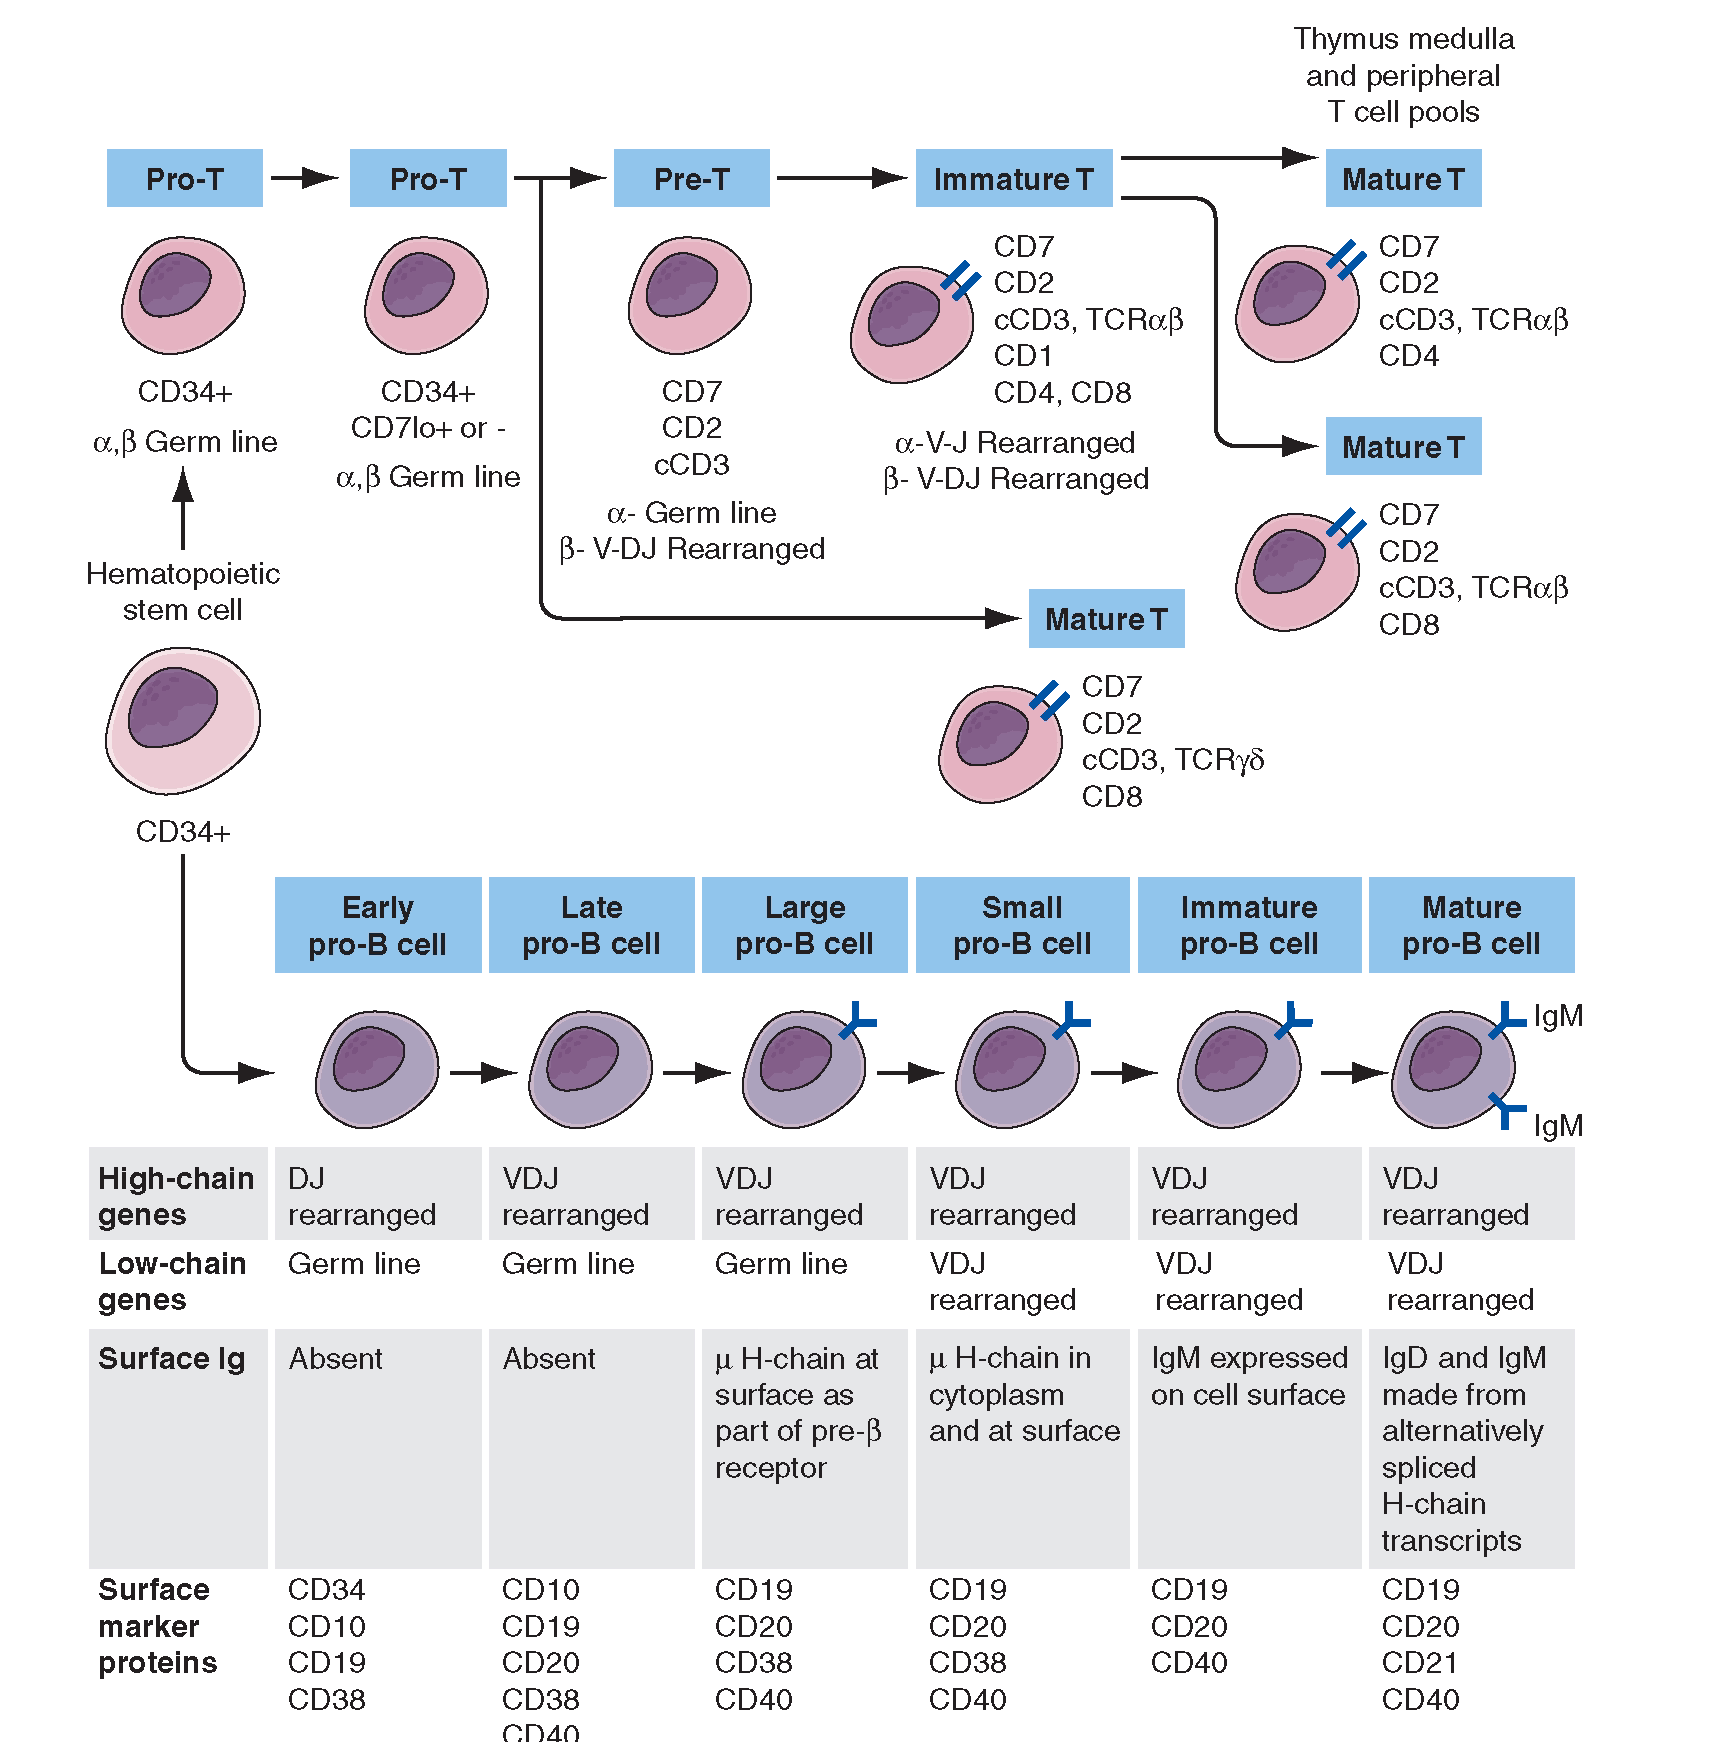 Thymus medulla
and peripheral
T cell pools
Pro-T
Pro-T
Pre-T
Immature T
Mature T
CD34+
α,β Germ line
CD34+
CD7lo+ or -
α,β Germ line
CD7
CD2
cCD3
α- Germ line
β- V-DJ Rearranged
CD7
CD2
cCD3, TCRαβ
CD1
CD4, CD8
α-V-J Rearranged
β- V-DJ Rearranged
CD7
CD2
cCD3, TCRαβ
CD4
Mature T
CD7
CD2
cCD3, TCRαβ
CD8
Mature T
CD7
CD2
cCD3, TCRγδ
CD8
Hematopoietic
stem cell
CD34+
Early
pro-B cell
Late
pro-B cell
Large
pro-B cell
Small
pro-B cell
Immature
pro-B cell
Mature
pro-B cell
IgM
IgM
High-chain
genes
DJ
rearranged
VDJ
rearranged
VDJ
rearranged
VDJ
rearranged
VDJ
rearranged
VDJ
rearranged
Low-chain
genes
Germ line
Germ line
Germ line
VDJ
rearranged
VDJ
rearranged
VDJ
rearranged
Surface Ig
Absent
Absent
μ H-chain at
surface as
part of pre-β
receptor
μ H-chain in
cytoplasm
and at surface
IgM expressed
on cell surface
IgD and IgM
made from
alternatively
spliced
H-chain
transcripts
Surface
marker
proteins
CD34
CD10
CD19
CD38
CD10
CD19
CD20
CD38
CD40
CD19
CD20
CD38
CD40
CD19
CD20
CD38
CD40
CD19
CD20
CD40
CD19
CD20
CD21
CD40